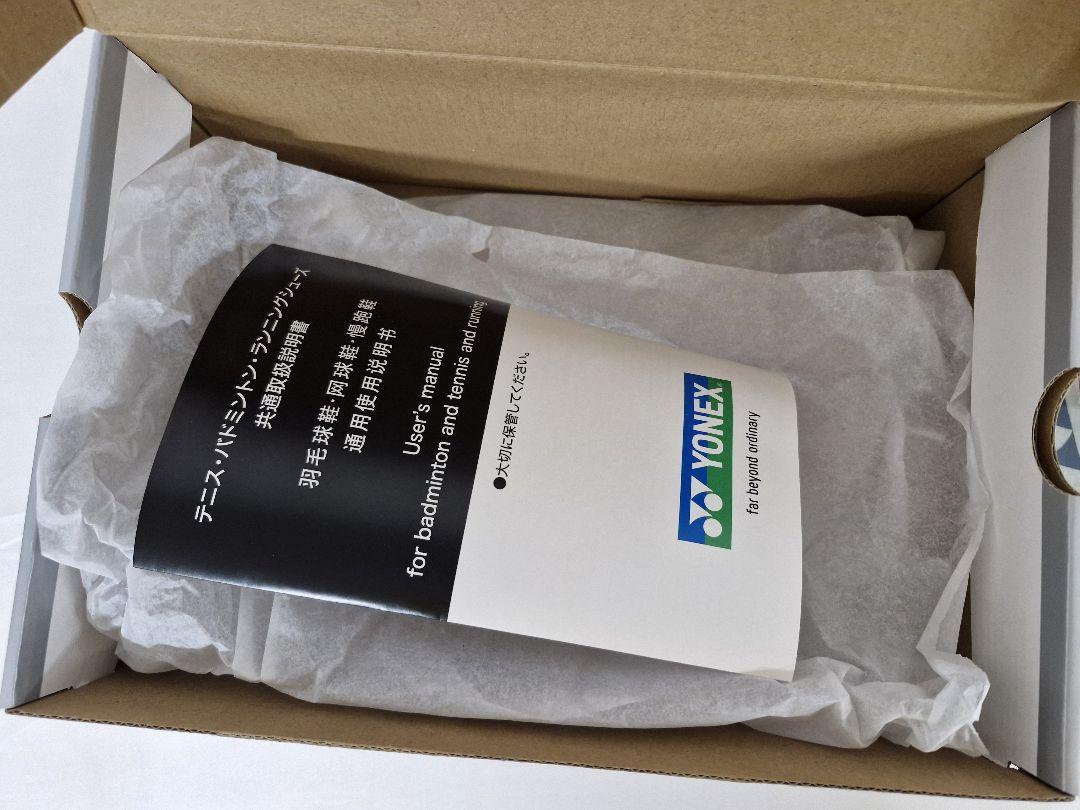 テニス・バドミントン・ランニングシューズ
共通取扱説明書
羽毛球鞋·网球鞋·慢跑鞋
通用使用说明书
User's manual
for badminton and tennis and running
●大切に保管してください。
YONEX
far beyond ordinary